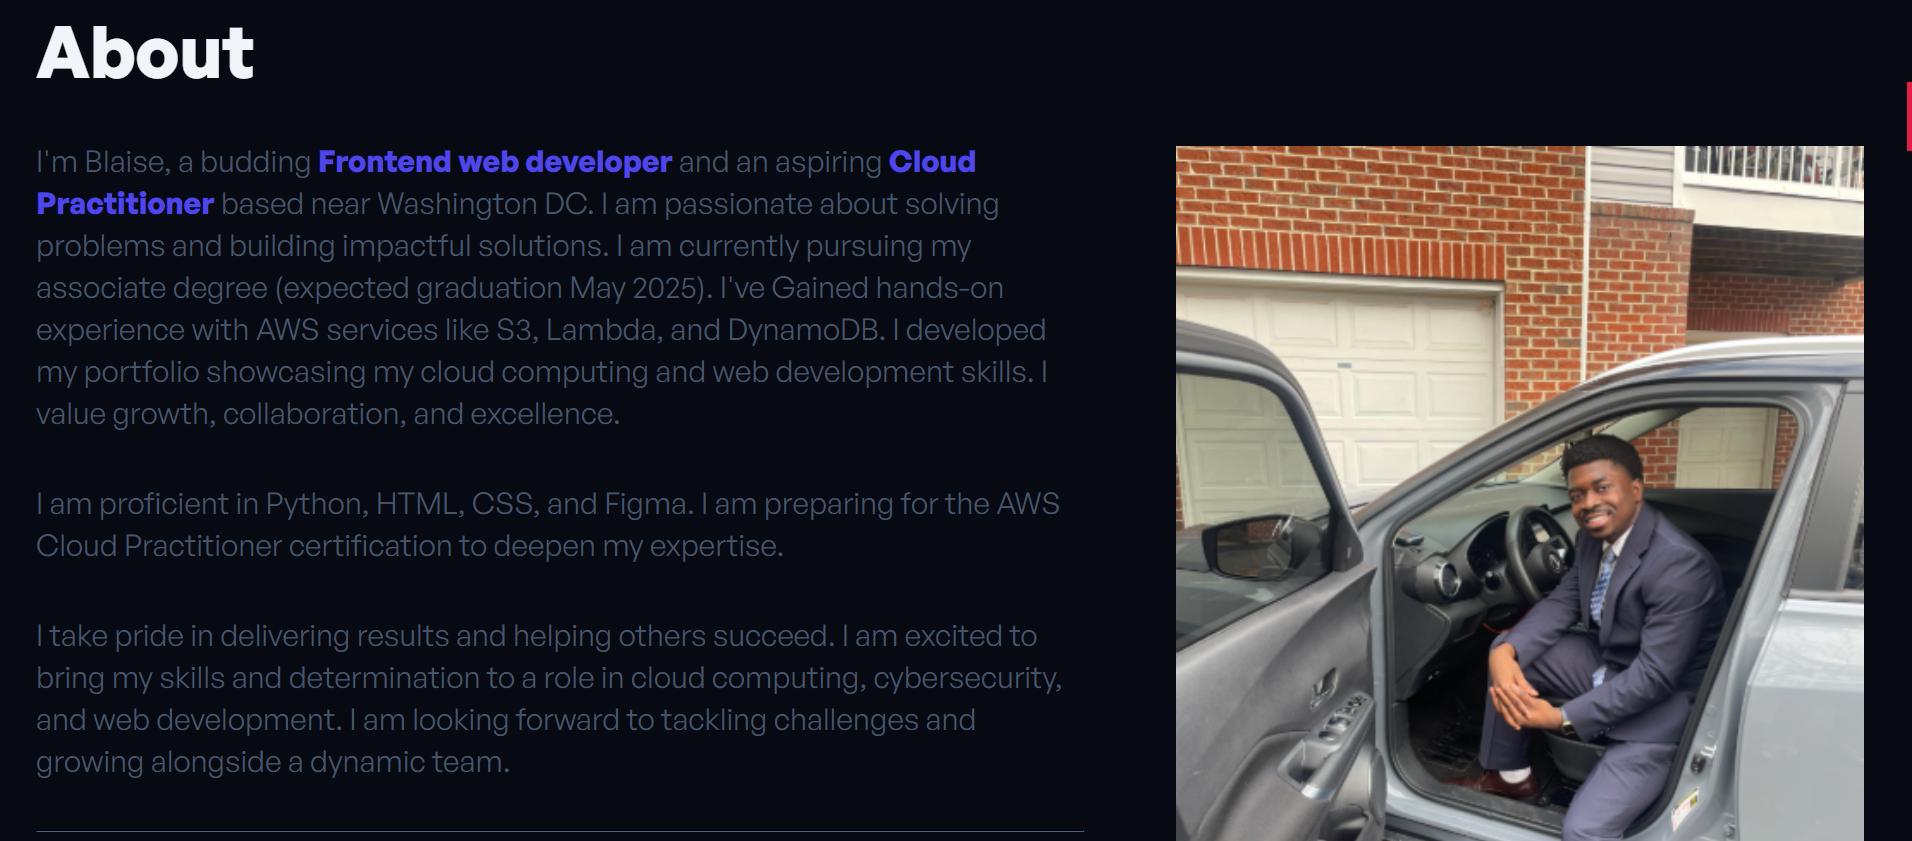 About
I'm Blaise, a budding Frontend web developer and an aspiring Cloud
Practitioner based near Washington DC. I am passionate about solving
problems and building impactful solutions. I am currently pursuing my
associate degree (expected graduation May 2025). I've Gained hands-on
experience with AWS services like S3, Lambda, and DynamoDB. I developed
my portfolio showcasing my cloud computing and web development skills. I
value growth, collaboration, and excellence.
I am proficient in Python, HTML, CSS, and Figma. I am preparing for the AWS
Cloud Practitioner certification to deepen my expertise.
I take pride in delivering results and helping others succeed. I am excited to
bring my skills and determination to a role in cloud computing, cybersecurity,
and web development. I am looking forward to tackling challenges and
growing alongside a dynamic team.